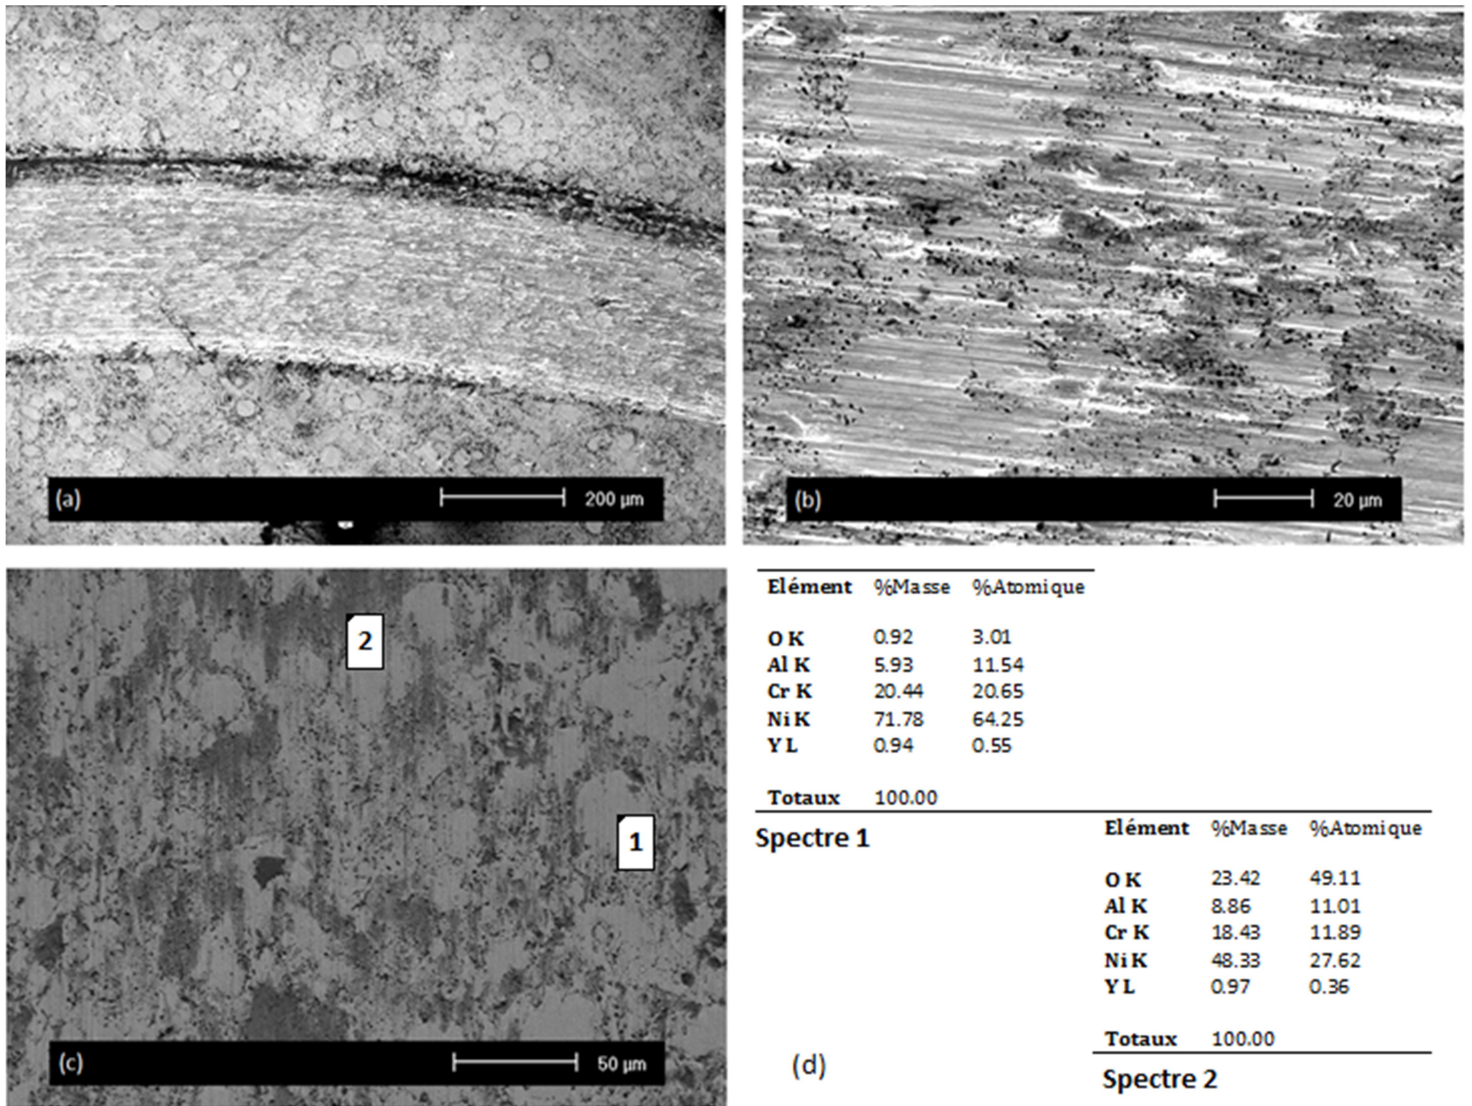 (a) 200 µm
(b) 20 µm
2
1
(c) 50 µm
Elément %Masse %Atomique
O K 0.92 3.01
Al K 5.93 11.54
Cr K 20.44 20.65
Ni K 71.78 64.25
Y L 0.94 0.55
Totaux 100.00
Spectre 1
Elément %Masse %Atomique
O K 23.42 49.11
Al K 8.86 11.01
Cr K 18.43 11.89
Ni K 48.33 27.62
Y L 0.97 0.36
Totaux 100.00
Spectre 2
(d)